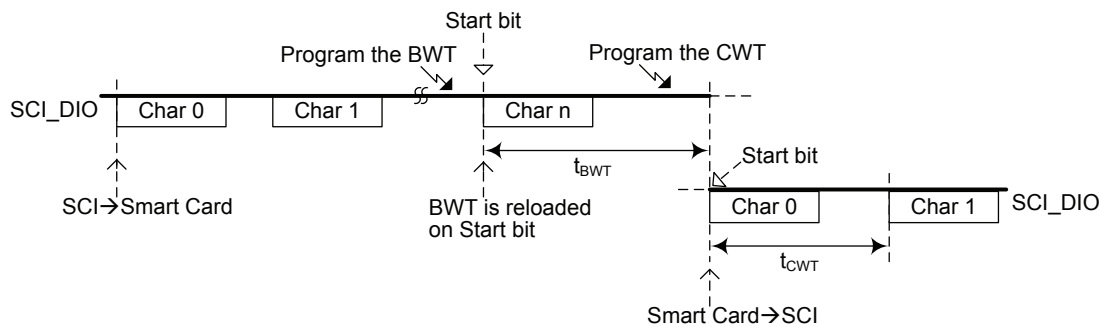 Start bit
Program the BWT
Program the CWT
SCI_DIO
Char 0
Char 1
Char n
tBWT
Start bit
SCI→Smart Card
BWT is reloaded
on Start bit
Char 0
Char 1
SCI_DIO
tCWT
Smart Card→SCI